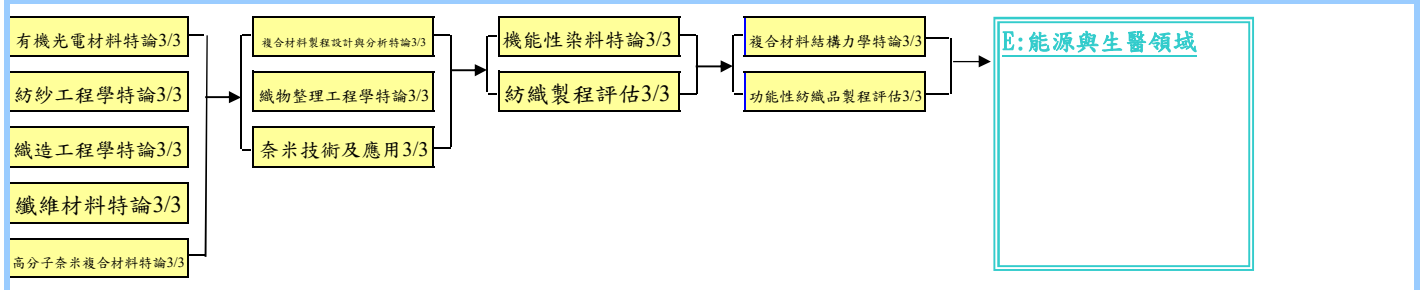 有機光電材料特論3/3
紡紗工程學特論3/3
織造工程學特論3/3
纖維材料特論3/3
高分子奈米複合材料特論3/3
複合材料製程設計與分析特論3/3
織物整理工程學特論3/3
奈米技術及應用3/3
機能性染料特論3/3
紡織製程評估3/3
複合材料結構力學特論3/3
功能性紡織品製程評估3/3
E:能源與生醫領域